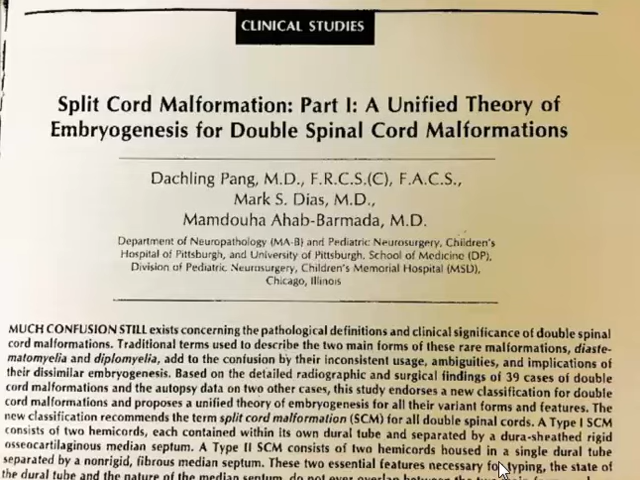 CLINICAL STUDIES
Split Cord Malformation: Part I: A Unified Theory of
Embryogenesis for Double Spinal Cord Malformations
Dachling Pang, M.D., F.R.C.S.(C), F.A.C.S.,
Mark S. Dias, M.D.,
Mamdouha Ahab-Barmada, M.D.
Department of Neuropathology (MA-B) and Pediatric Neurosurgery, Children's
Hospital of Pittsburgh, and University of Pittsburgh, School of Medicine (DP),
Division of Pediatric Neurosurgery, Children's Memorial Hospital (MSD),
Chicago, Illinois
MUCH CONFUSION STILL exists concerning the pathological definitions and clinical significance of double spinal
cord malformations. Traditional terms used to describe the two main forms of these rare malformations, diaste-
matomyelia and diplomyelia, add to the confusion by their inconsistent usage, ambiguities, and implications of
their dissimilar embryogenesis. Based on the detailed radiographic and surgical findings of 39 cases of double
cord malformations and the autopsy data on two other cases, this study endorses a new classification for double
cord malformations and proposes a unified theory of embryogenesis for all their variant forms and features. The
new classification recommends the term split cord malformation (SCM) for all double spinal cords. A Type I SCM
consists of two hemicords, each contained within its own dural tube and separated by a dura-sheathed rigid
osseocartilaginous median septum. A Type II SCM consists of two hemicords housed in a single dural tube
separated by a nonrigid, fibrous median septum. These two essential features necessary for typing, the state of
the dural tube and the nature of the median septum, do not ever overlap between the two main forms and